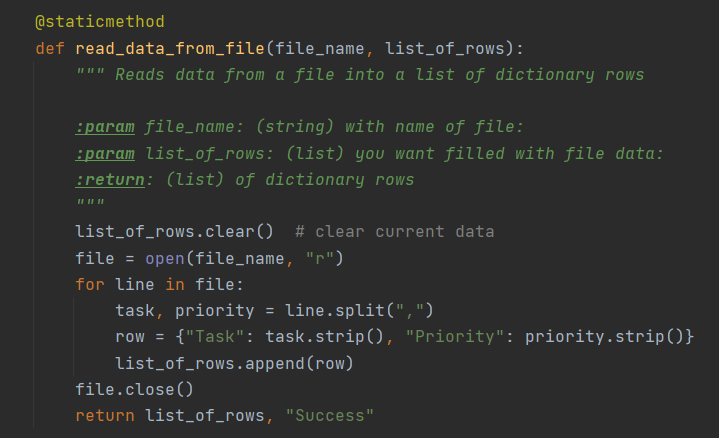 @staticmethod
def read_data_from_file(file_name, list_of_rows):
    """ Reads data from a file into a list of dictionary rows

    :param file_name: (string) with name of file:
    :param list_of_rows: (list) you want filled with file data:
    :return: (list) of dictionary rows
    """
    list_of_rows.clear()  # clear current data
    file = open(file_name, "r")
    for line in file:
        task, priority = line.split(",")
        row = {"Task": task.strip(), "Priority": priority.strip()}
        list_of_rows.append(row)
    file.close()
    return list_of_rows, "Success"